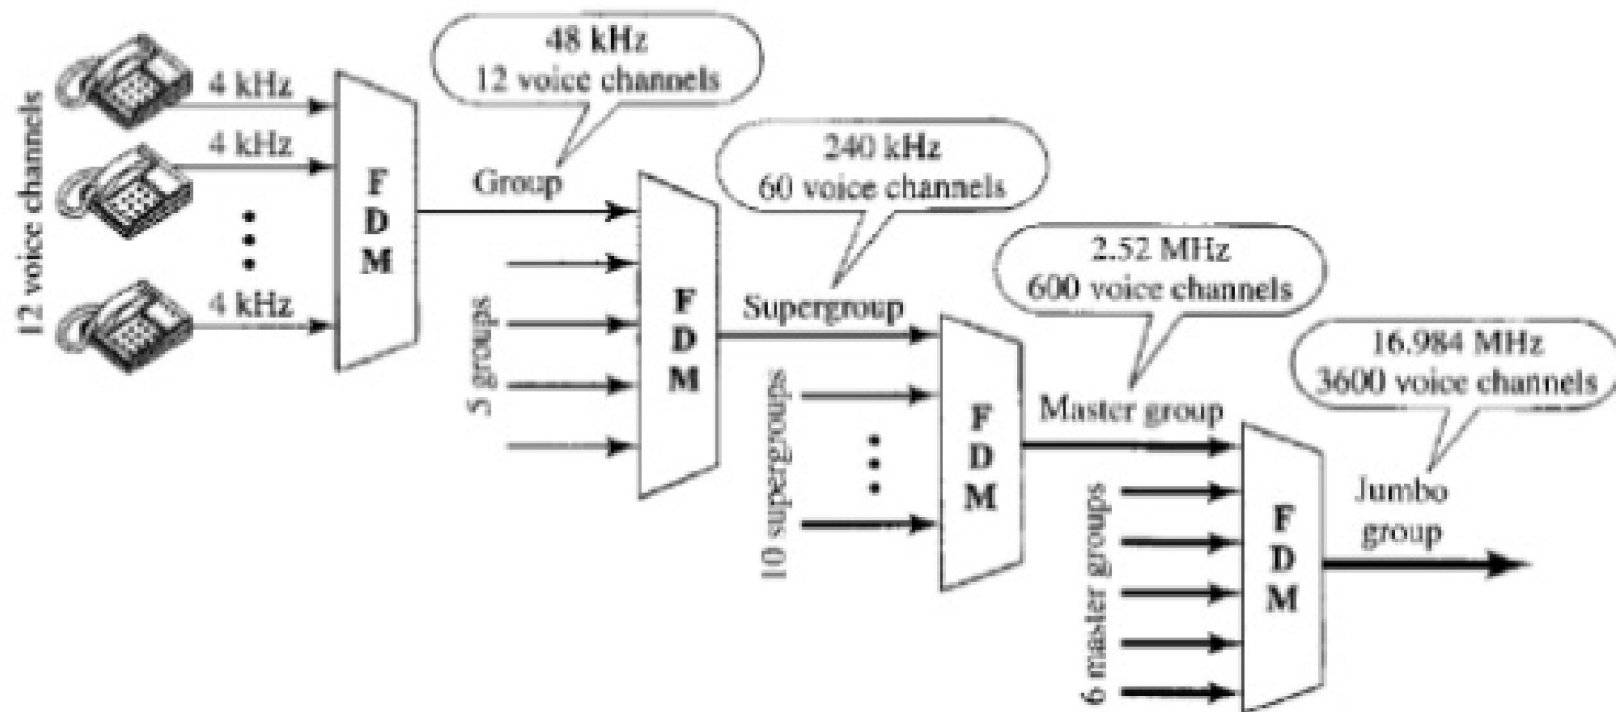 12 voice channels
4 kHz
4 kHz
4 kHz
F
D
M
48 kHz
12 voice channels
Group
5 groups
F
D
M
240 kHz
60 voice channels
Supergroup
10 supergroups
F
D
M
2.52 MHz
600 voice channels
Master group
6 master groups
F
D
M
16.984 MHz
3600 voice channels
Jumbo
group